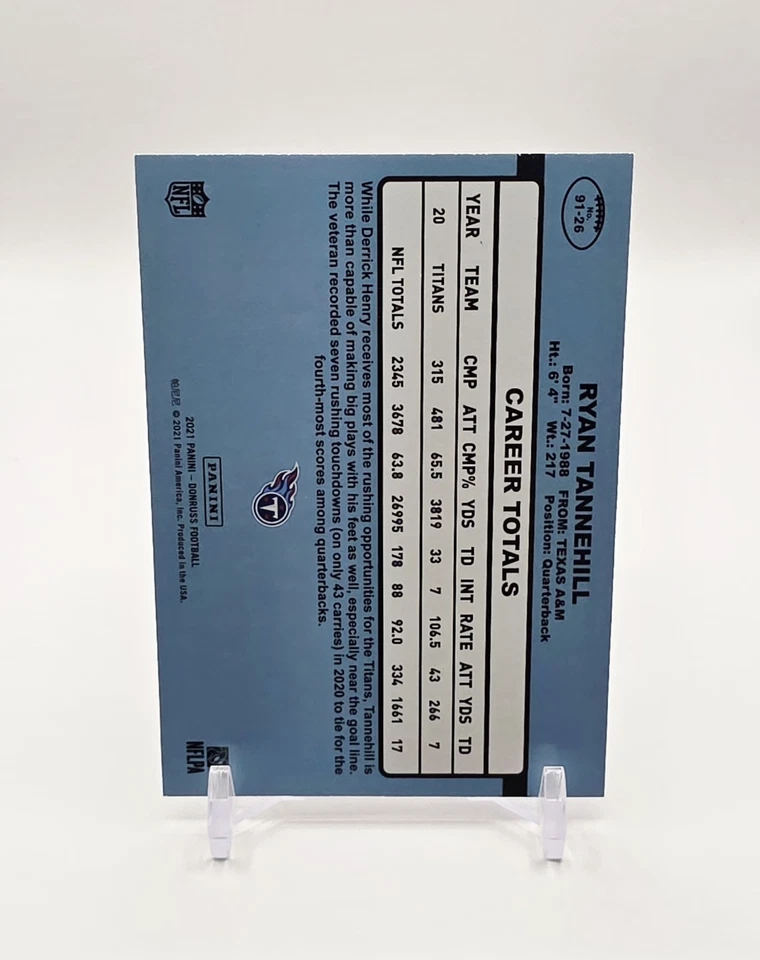 No.
91-26
RYAN TANNEHILL
Born: 7-27-1988 FROM: TEXAS A&M
Ht.: 6' 4" Wt.: 217 Position: Quarterback
CAREER TOTALS
YEAR TEAM CMP ATT CMP% YDS TD INT RATE ATT YDS TD
20 TITANS 315 481 65.5 3819 33 7 106.5 43 266 7
NFL TOTALS 2345 3678 63.8 26995 178 88 92.0 334 1661 17
While Derrick Henry receives most of the rushing opportunities for the Titans, Tannehill is
more than capable of making big plays with his feet as well, especially near the goal line.
The veteran recorded seven rushing touchdowns (on only 43 carries) in 2020 to tie for the
fourth-most scores among quarterbacks.
T
PANINI
2021 PANINI – DONRUSS FOOTBALL
帕尼尼 © 2021 Panini America, Inc. Produced in the USA.
NFL
NFLPA